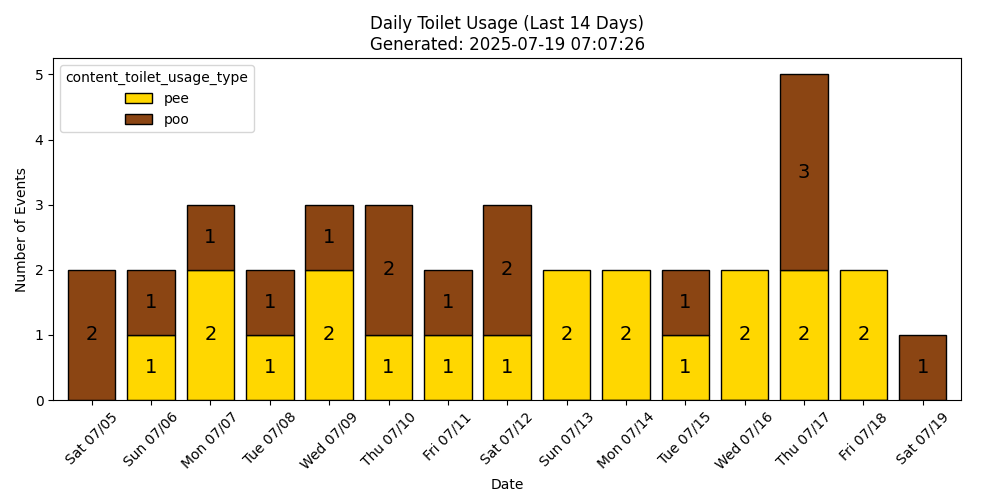 Daily Toilet Usage (Last 14 Days)
Generated: 2025-07-19 07:07:26
content_toilet_usage_type
pee
poo
Number of Events
5
4
3
2
1
0
3
1
1
2
2
1
1
1
2
1
1
2
1
2
1
1
1
2
2
1
2
2
2
1
Sat 07/05
Sun 07/06
Mon 07/07
Tue 07/08
Wed 07/09
Thu 07/10
Fri 07/11
Sat 07/12
Sun 07/13
Mon 07/14
Tue 07/15
Wed 07/16
Thu 07/17
Fri 07/18
Sat 07/19
Date